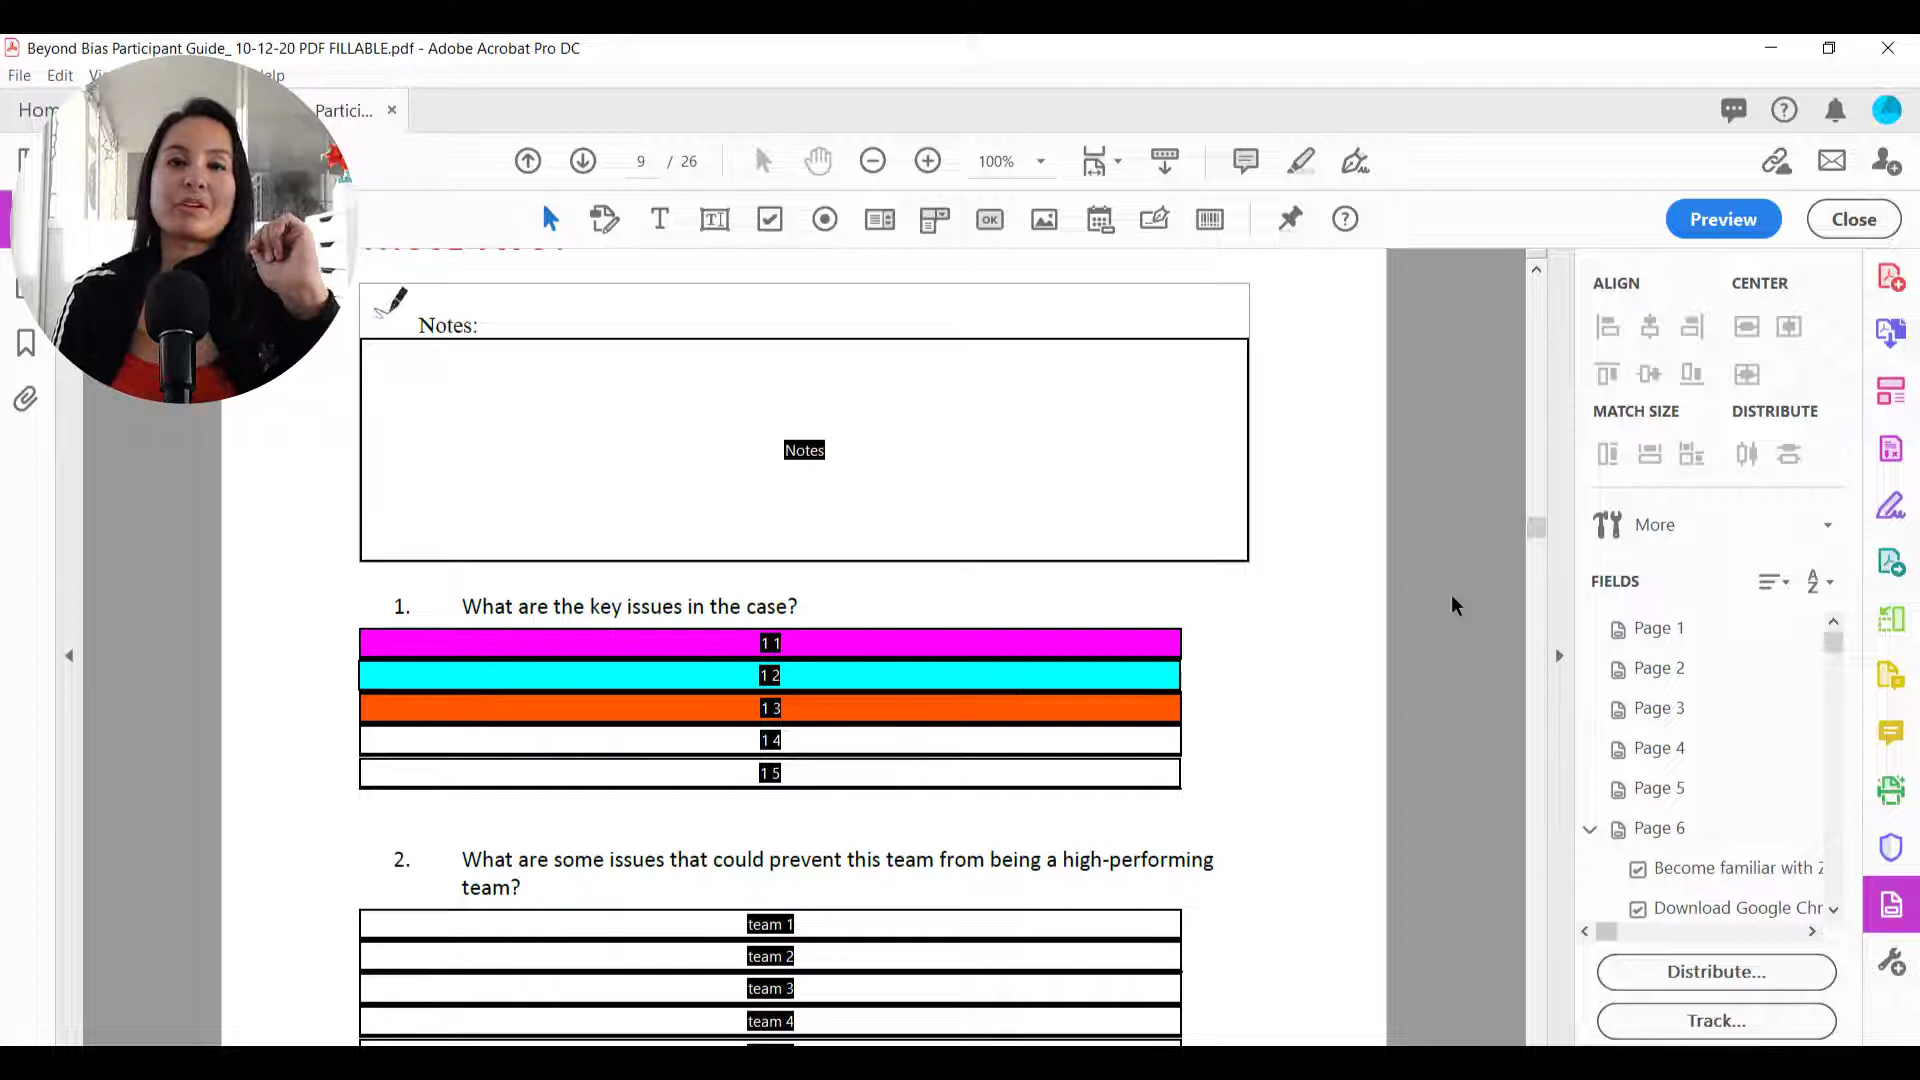 Beyond Bias Participant Guide_ 10-12-20 PDF FILLABLE.pdf - Adobe Acrobat Pro DC
File Edit
Partici...
9 / 26
100%
OK
Preview
Close
Notes:
Notes
1. What are the key issues in the case?
1 1
1 2
1 3
1 4
1 5
2. What are some issues that could prevent this team from being a high-performing
team?
team 1
team 2
team 3
team 4
ALIGN
CENTER
MATCH SIZE
DISTRIBUTE
More
FIELDS
Page 1
Page 2
Page 3
Page 4
Page 5
Page 6
Become familiar with Z
Download Google Chr
Distribute...
Track...